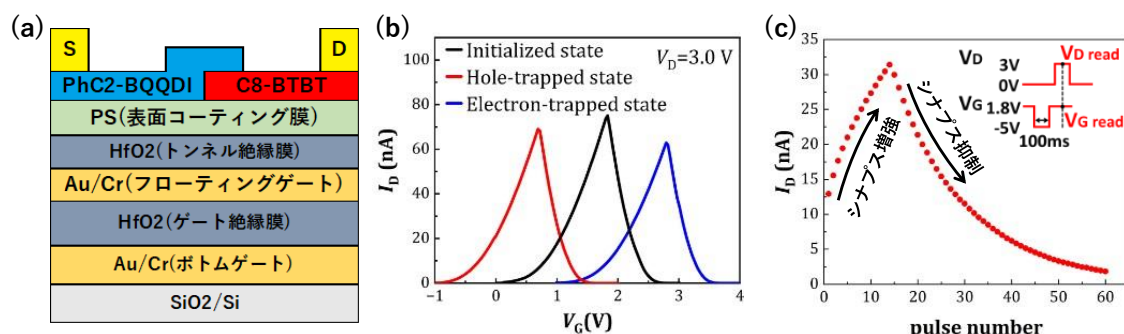 (a)
S
D
PhC2-BQQDI
C8-BTBT
PS(表面コーティング膜)
HfO2(トンネル絶縁膜)
Au/Cr(フローティングゲート)
HfO2(ゲート絶縁膜)
Au/Cr(ボトムゲート)
SiO2/Si
(b)
Initialized state
Hole-trapped state
Electron-trapped state
VD=3.0 V
100
80
60
40
20
0
ID (nA)
−1
0
1
2
3
4
VG(V)
(c)
35
30
25
20
15
10
5
0
ID (nA)
シナプス増強
シナプス抑制
VD
3V
0V
VD read
VG
1.8V
-5V
VG read
100ms
0
10
20
30
40
50
60
pulse number